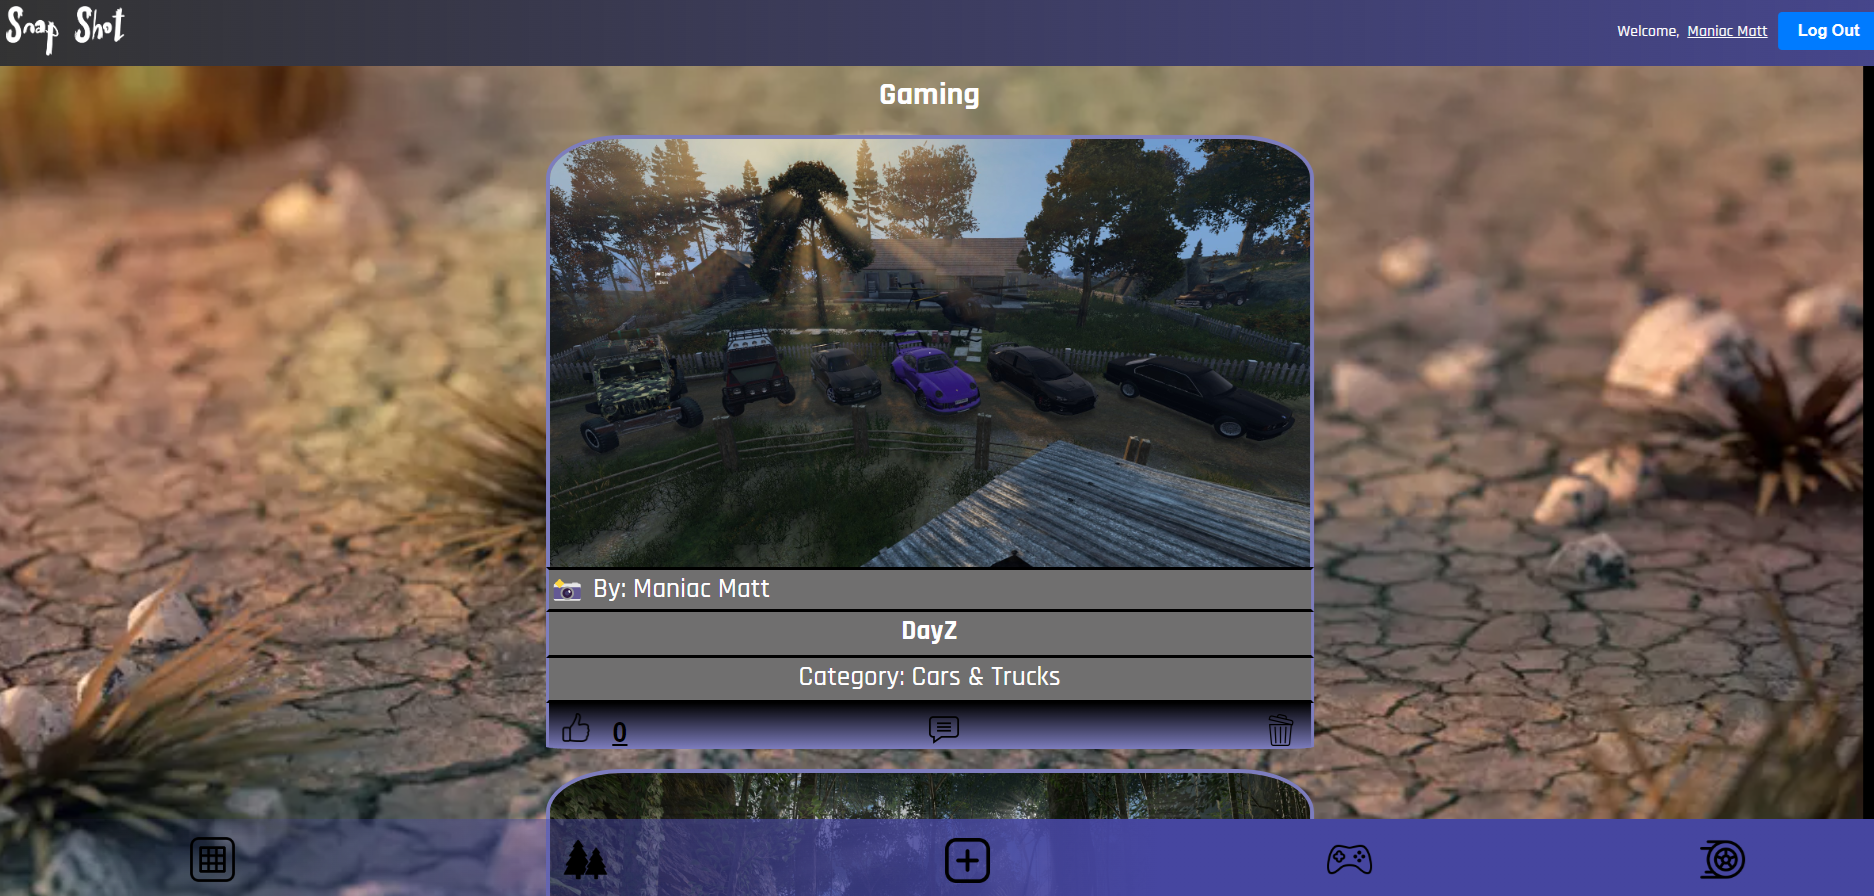 Snap Shot
Welcome, Maniac Matt
Log Out
Gaming
By: Maniac Matt
DayZ
Category: Cars & Trucks
0